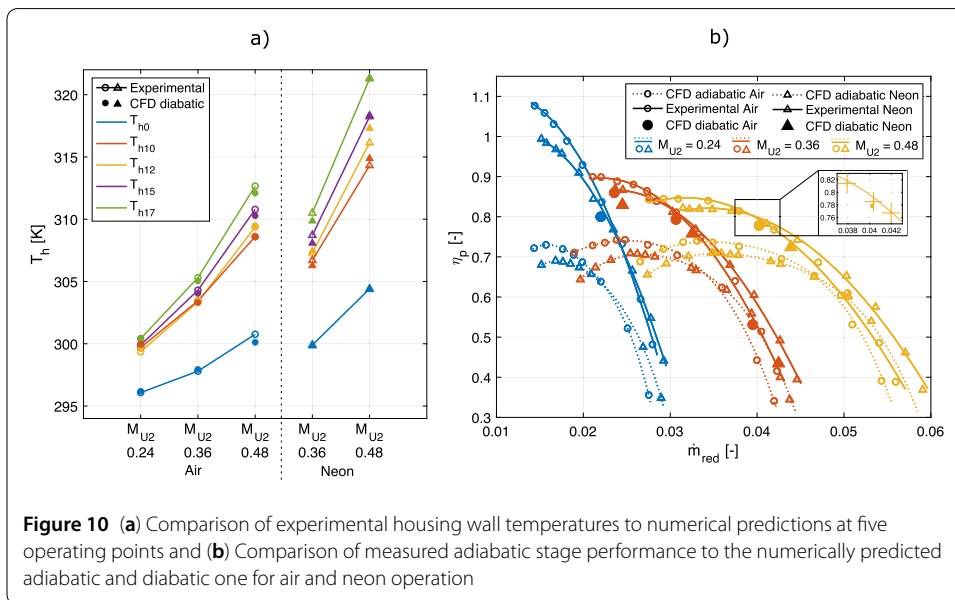 a)
b)
320
315
310
305
300
295
T_h [K]
Experimental
CFD diabatic
T_h0
T_h10
T_h12
T_h15
T_h17
M_U2 M_U2 M_U2 M_U2 M_U2
0.24 0.36 0.48 0.36 0.48
Air Neon
1.1
1
0.9
0.8
0.7
0.6
0.5
0.4
0.3
η_p [-]
CFD adiabatic Air CFD adiabatic Neon
Experimental Air Experimental Neon
CFD diabatic Air CFD diabatic Neon
M_U2 = 0.24 M_U2 = 0.36 M_U2 = 0.48
0.82
0.8
0.78
0.76
0.038 0.04 0.042
0.01 0.02 0.03 0.04 0.05 0.06
ṁ_red [-]
Figure 10 (a) Comparison of experimental housing wall temperatures to numerical predictions at five
operating points and (b) Comparison of measured adiabatic stage performance to the numerically predicted
adiabatic and diabatic one for air and neon operation